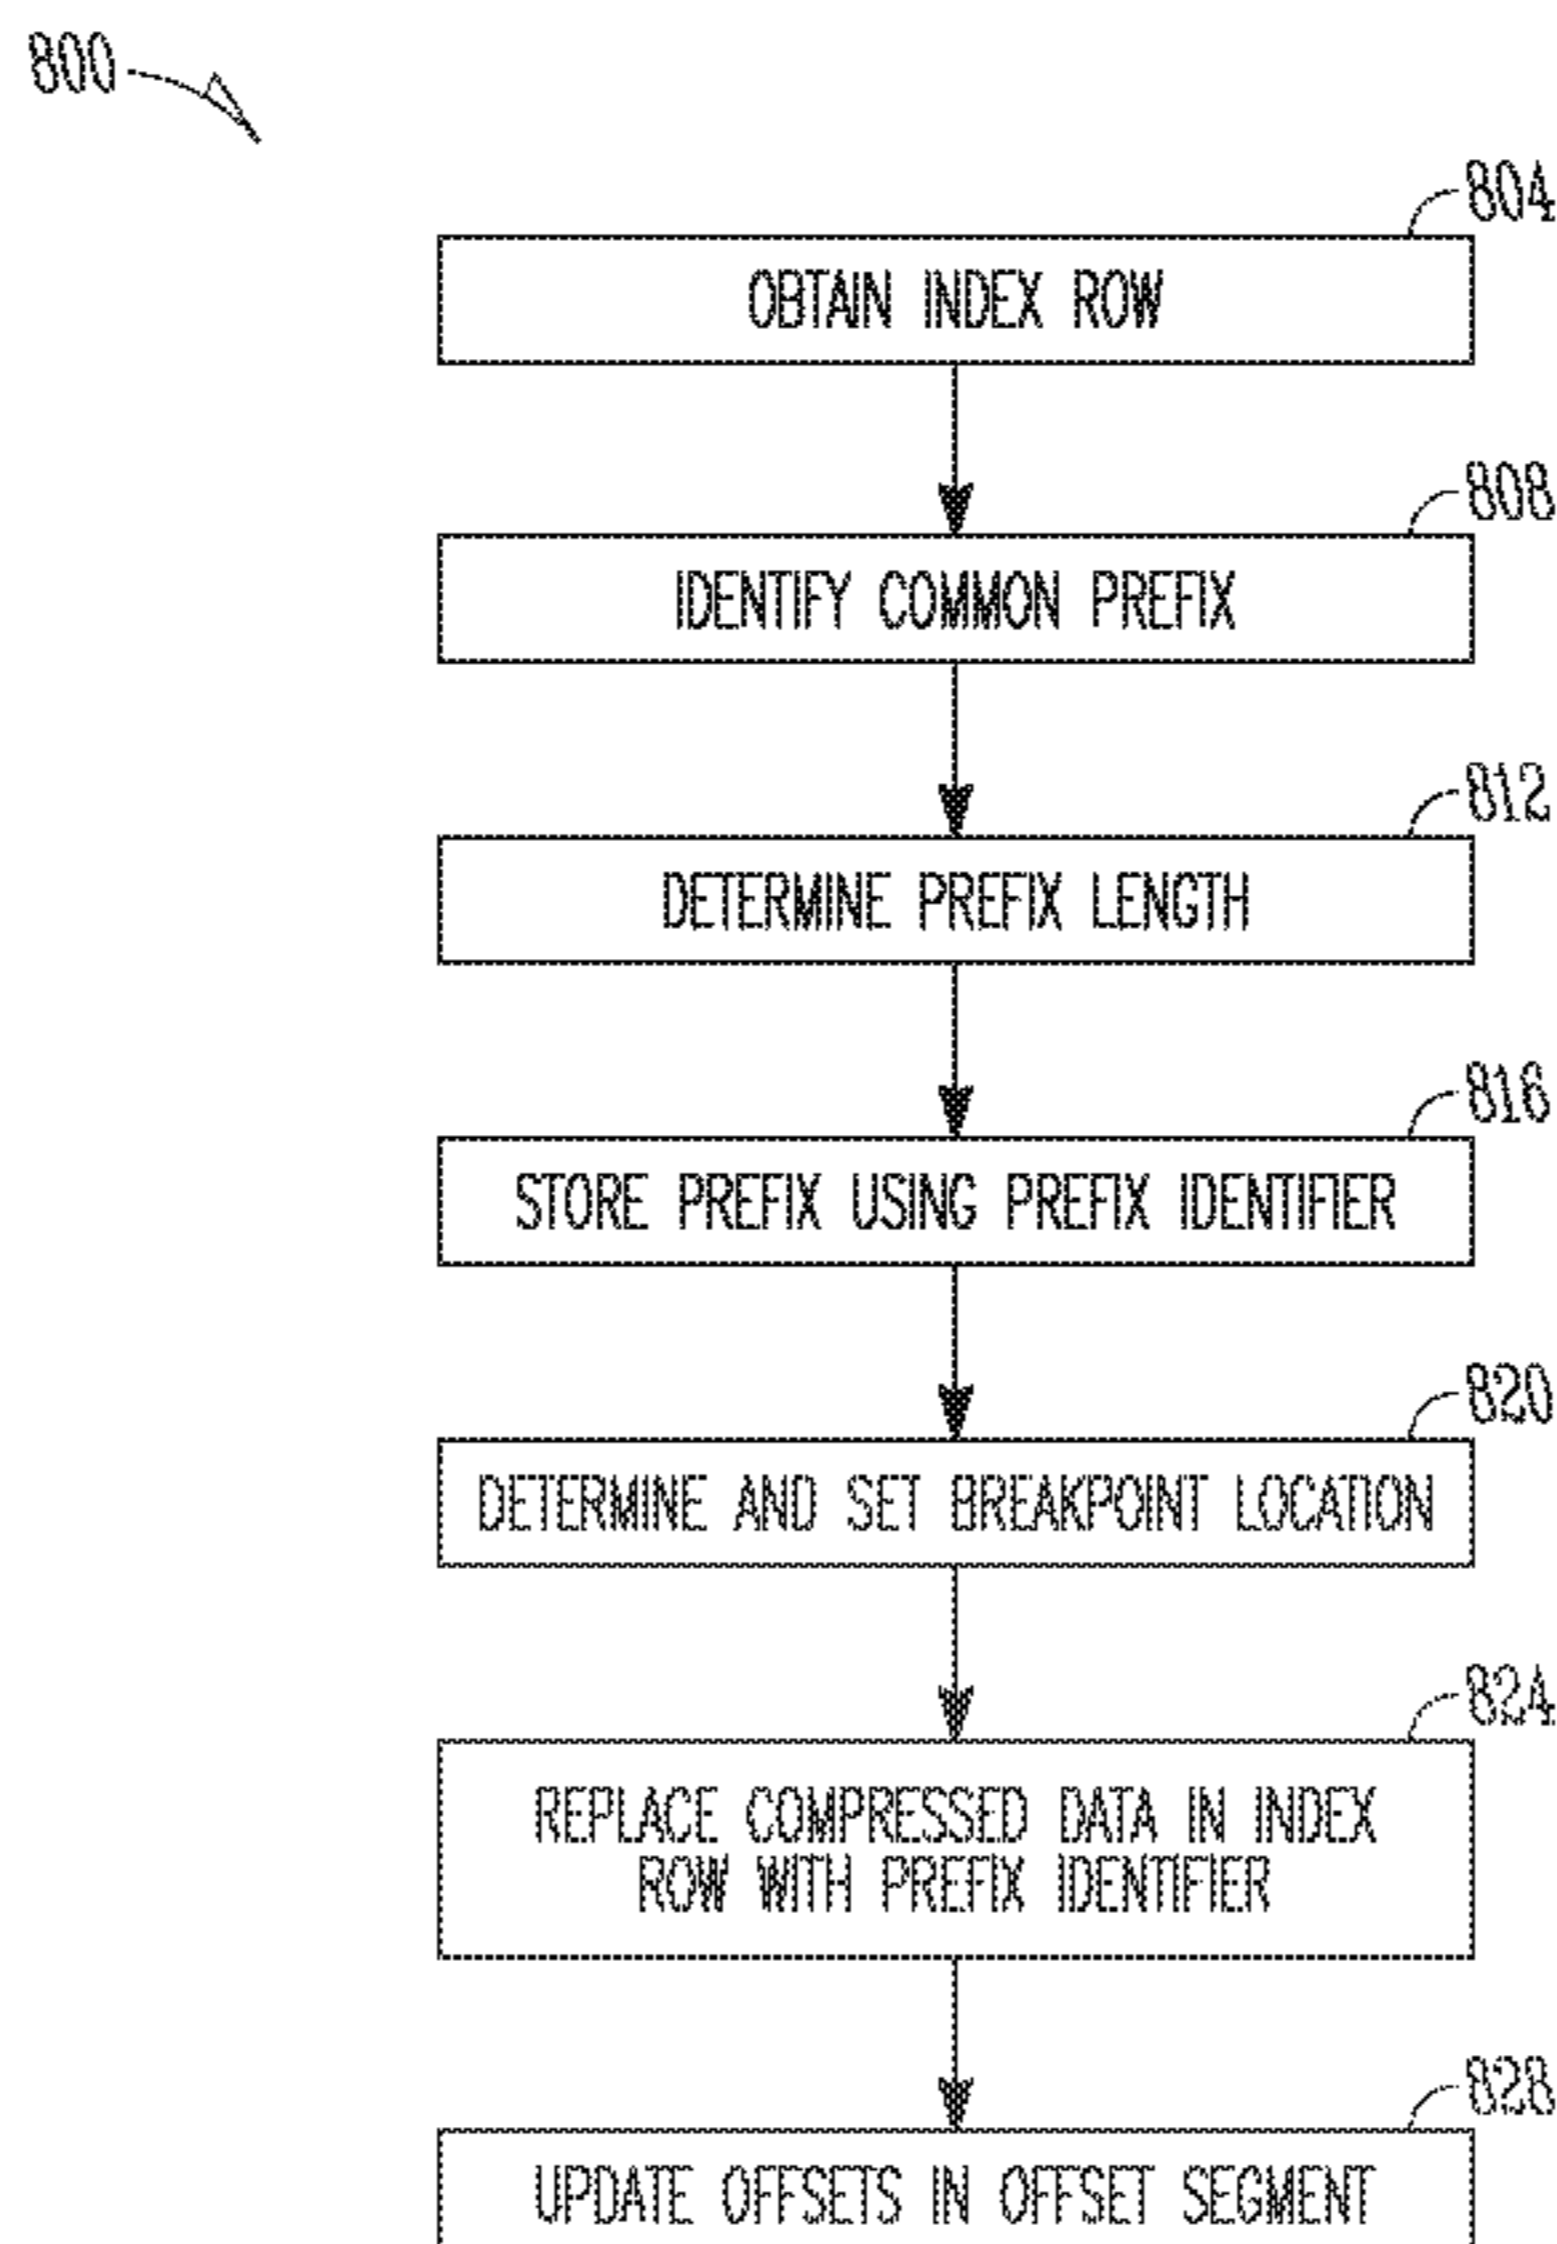 800
804
OBTAIN INDEX ROW
808
IDENTIFY COMMON PREFIX
812
DETERMINE PREFIX LENGTH
816
STORE PREFIX USING PREFIX IDENTIFIER
820
DETERMINE AND SET BREAKPOINT LOCATION
824
REPLACE COMPRESSED DATA IN INDEX
ROW WITH PREFIX IDENTIFIER
828
UPDATE OFFSETS IN OFFSET SEGMENT